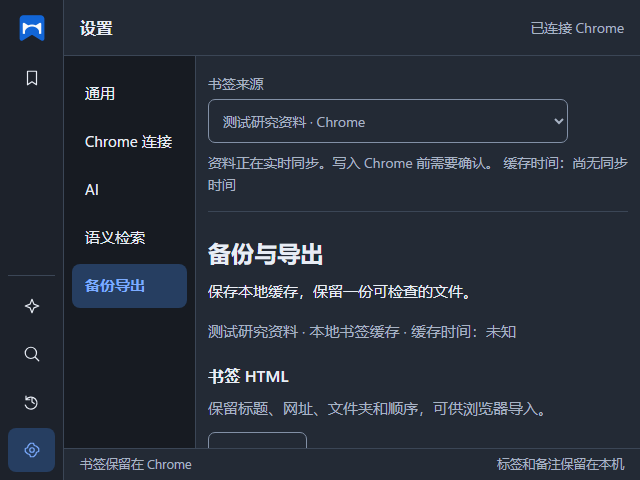 设置
已连接 Chrome
通用
Chrome 连接
AI
语义检索
备份导出
书签来源
测试研究资料 · Chrome
资料正在实时同步。写入 Chrome 前需要确认。 缓存时间：尚无同步
时间
备份与导出
保存本地缓存，保留一份可检查的文件。
测试研究资料 · 本地书签缓存 · 缓存时间：未知
书签 HTML
保留标题、网址、文件夹和顺序，可供浏览器导入。
书签保留在 Chrome
标签和备注保留在本机